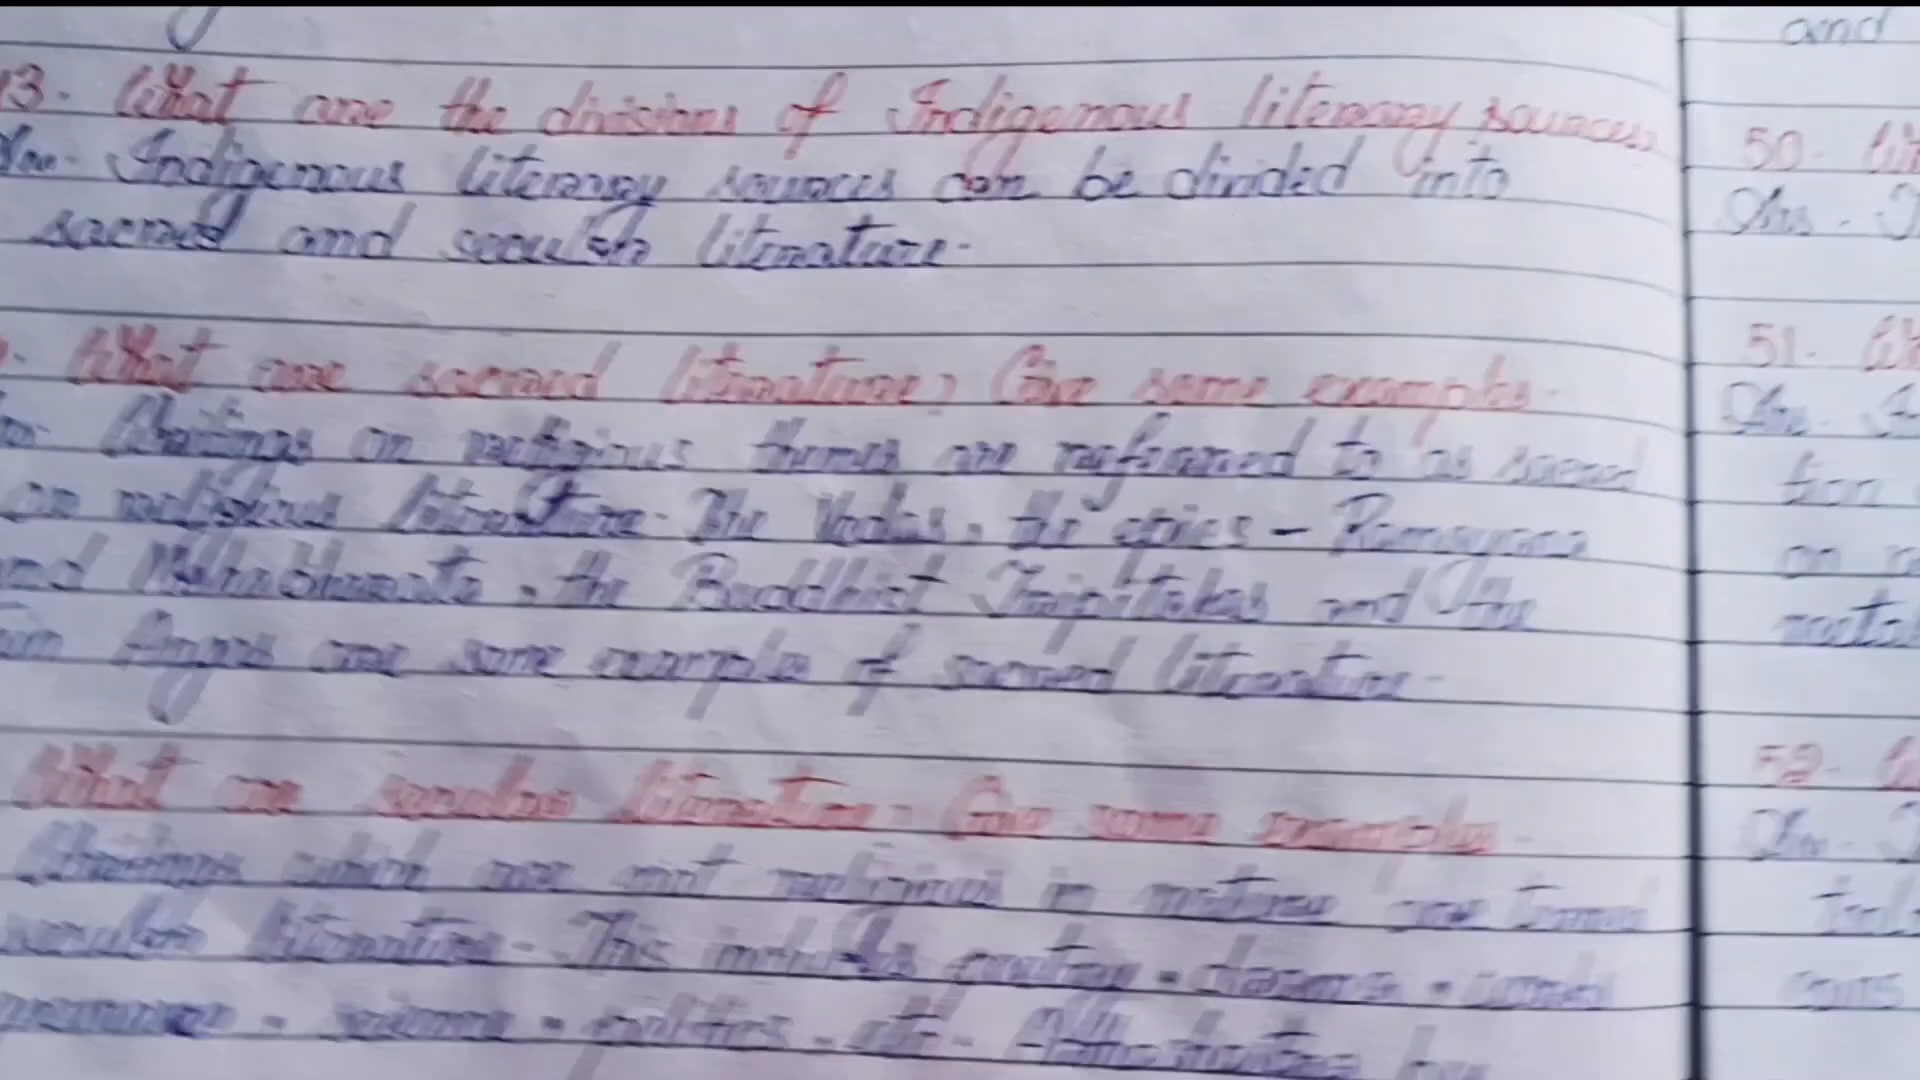 and
13. What are the divisions of Indigenous literary sources
Ans. Indigenous literary sources can be divided into
sacred and secular literature.
What are sacred literature? Give some examples.
Writings on religious themes are referred to as sacred
or religious literature. The Vedas, the epics - Ramayana
and Mahabharata, the Buddhist Tripitakas and the
Angas are some examples of sacred literature.
What are secular literature. Give some examples.
Writings which are not religious in nature are termed
secular literature. This includes poetry, drama, works
science, politics, etc. Arthashastra by
50.
Ans.
51.
Ans.
52.
Ans.